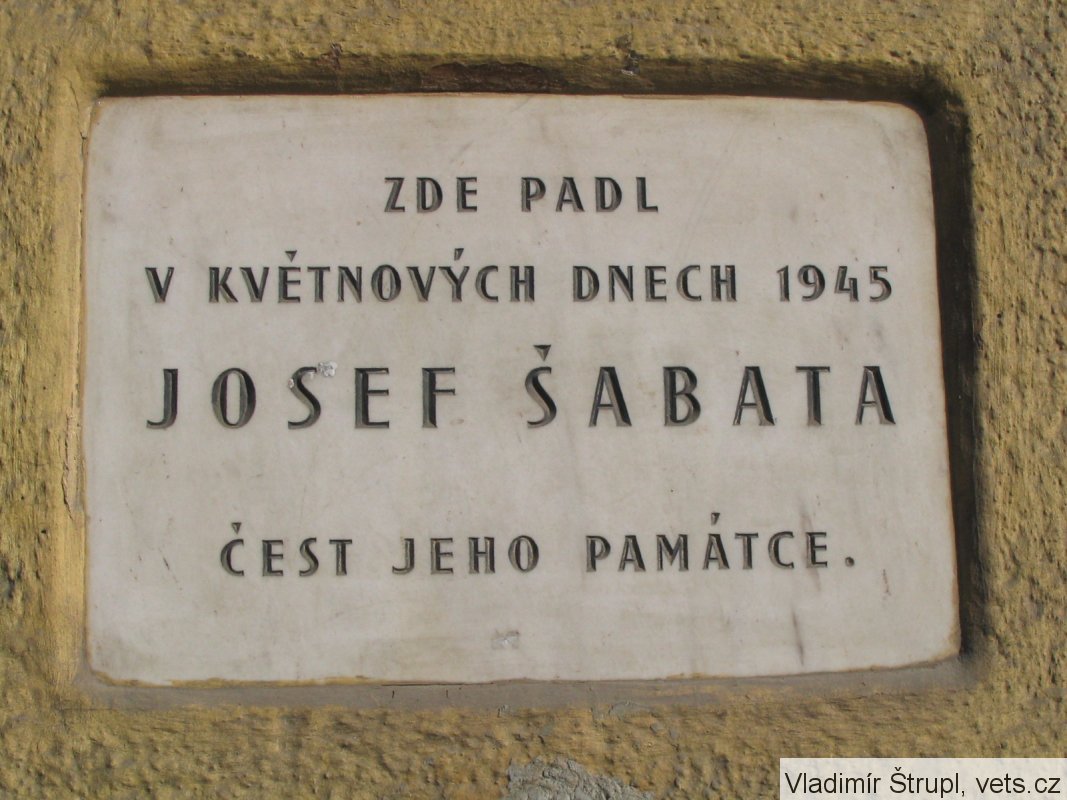 ZDE PADL
V KVĚTNOVÝCH DNECH 1945
JOSEF ŠABATA
ČEST JEHO PAMÁTCE.
Vladimír Štrupl, vets.cz